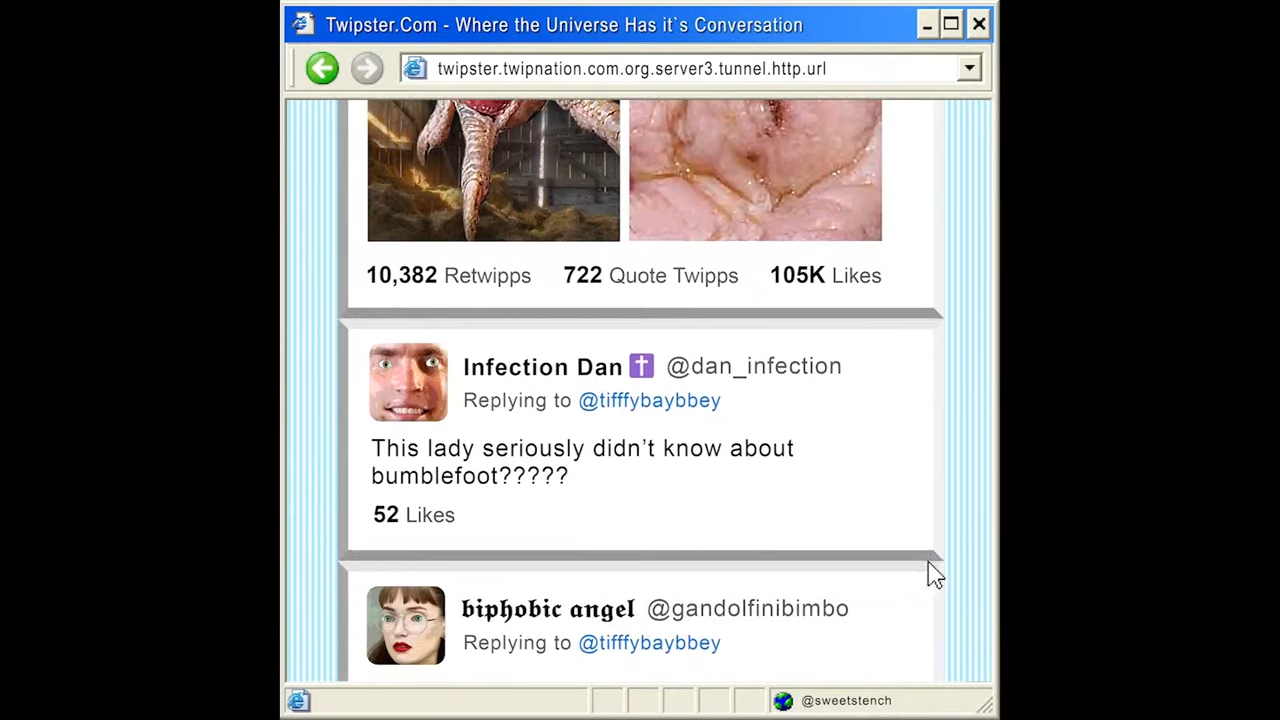 Twipster.Com - Where the Universe Has it`s Conversation
twipster.twipnation.com.org.server3.tunnel.http.url
10,382 Retwipps 722 Quote Twipps 105K Likes
Infection Dan✝️ @dan_infection
Replying to @tifffybaybbey
This lady seriously didn’t know about
bumblefoot?????
52 Likes
biphobic angel @gandolfinibimbo
Replying to @tifffybaybbey
@sweetstench